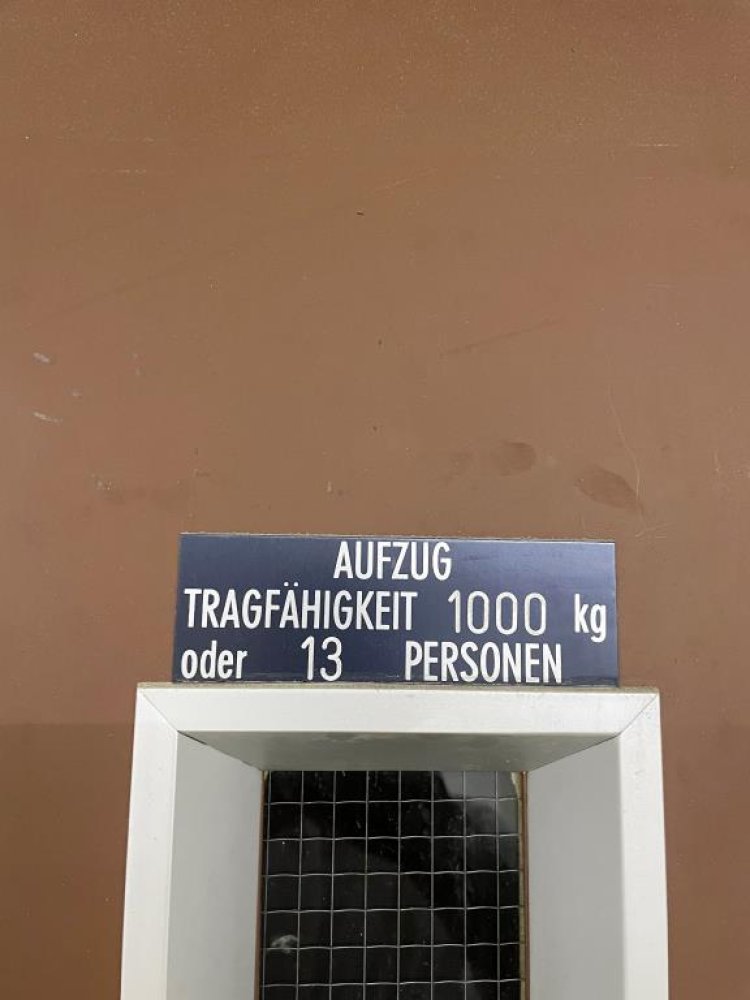 AUFZUG
TRAGFÄHIGKEIT 1000 kg
oder 13 PERSONEN